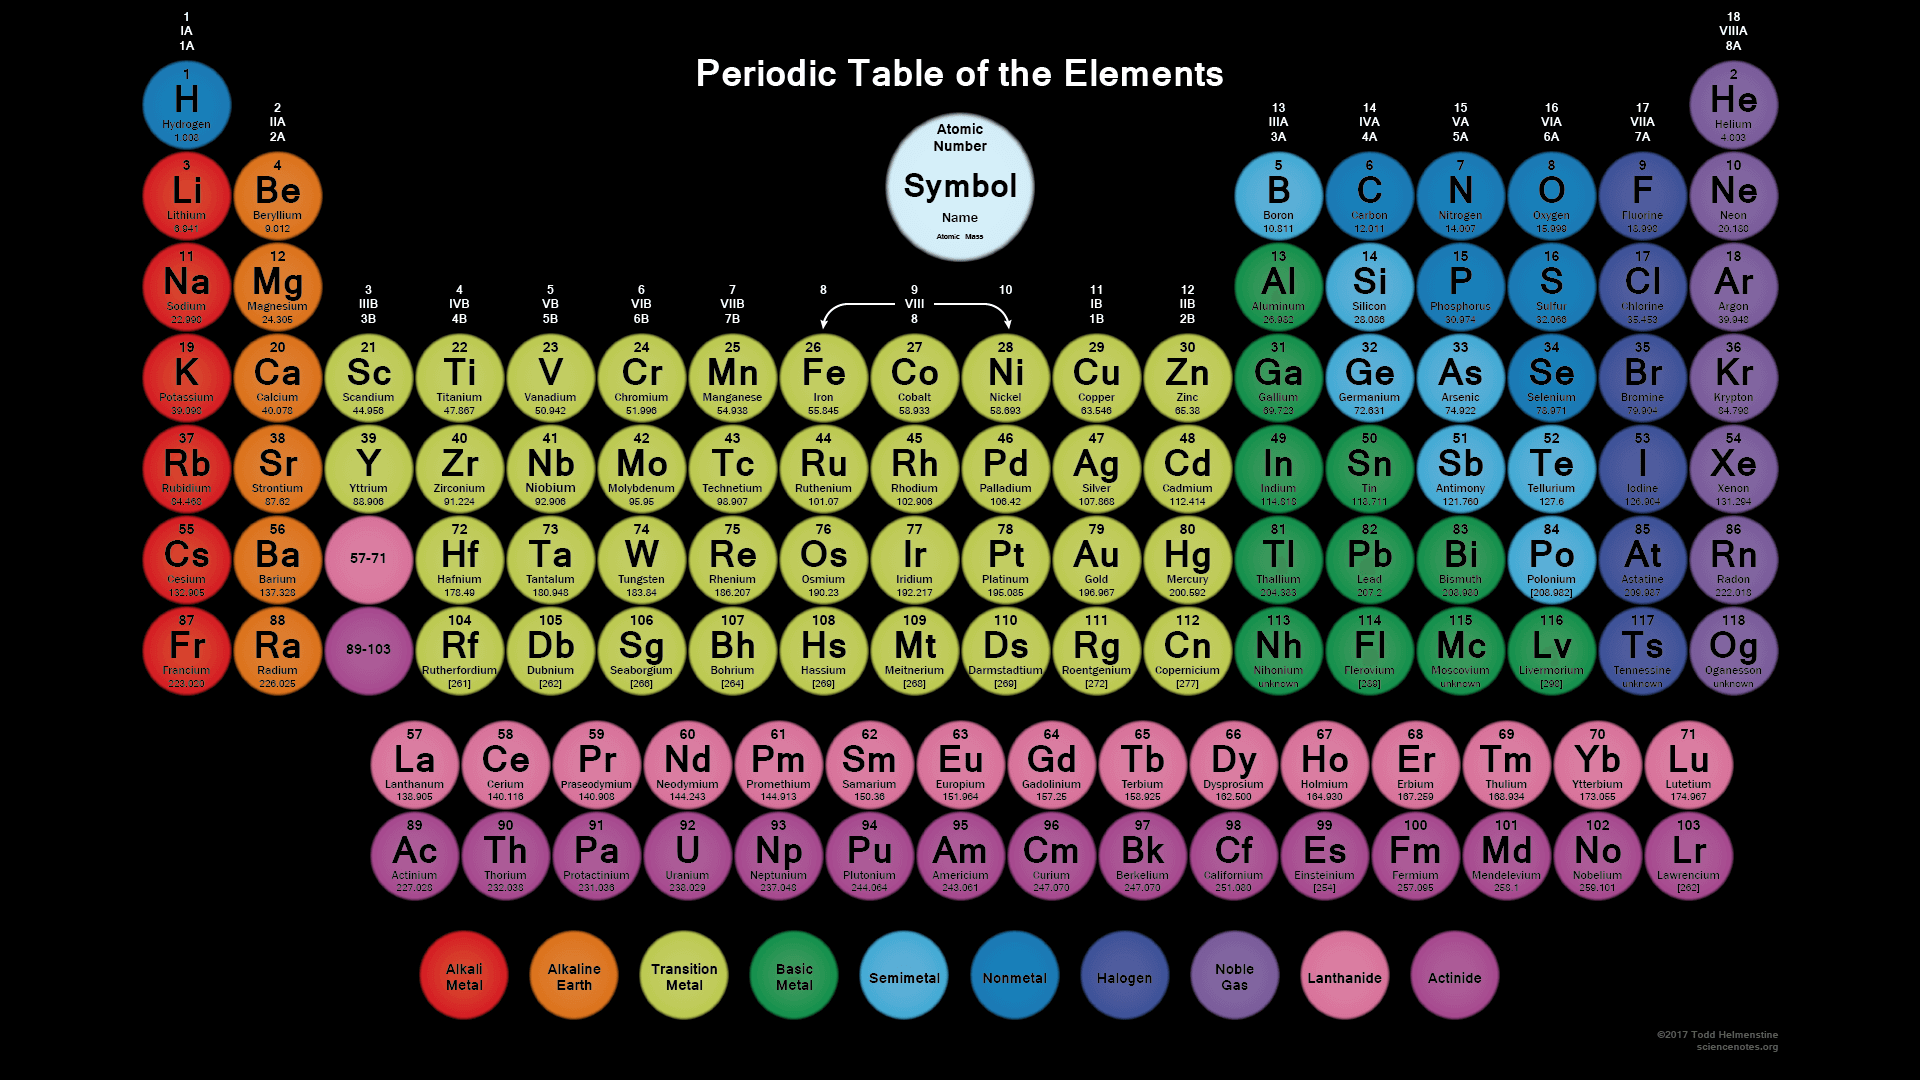 1
IA
1A
18
VIIIA
8A
Periodic Table of the Elements
1
H
Hydrogen
1.008
2
He
Helium
4.003
2
IIA
2A
13
IIIA
3A
14
IVA
4A
15
VA
5A
16
VIA
6A
17
VIIA
7A
Atomic
Number
Symbol
Name
Atomic Mass
3
Li
Lithium
6.941
4
Be
Beryllium
9.012
5
B
Boron
10.811
6
C
Carbon
12.011
7
N
Nitrogen
14.007
8
O
Oxygen
15.999
9
F
Fluorine
18.998
10
Ne
Neon
20.180
11
Na
Sodium
22.990
12
Mg
Magnesium
24.305
13
Al
Aluminum
26.982
14
Si
Silicon
28.086
15
P
Phosphorus
30.974
16
S
Sulfur
32.066
17
Cl
Chlorine
35.453
18
Ar
Argon
39.948
3
IIIB
3B
4
IVB
4B
5
VB
5B
6
VIB
6B
7
VIIB
7B
8
9
VIII
8
10
11
IB
1B
12
IIB
2B
19
K
Potassium
39.098
20
Ca
Calcium
40.078
21
Sc
Scandium
44.956
22
Ti
Titanium
47.867
23
V
Vanadium
50.942
24
Cr
Chromium
51.996
25
Mn
Manganese
54.938
26
Fe
Iron
55.845
27
Co
Cobalt
58.933
28
Ni
Nickel
58.693
29
Cu
Copper
63.546
30
Zn
Zinc
65.38
31
Ga
Gallium
69.723
32
Ge
Germanium
72.631
33
As
Arsenic
74.922
34
Se
Selenium
78.971
35
Br
Bromine
79.904
36
Kr
Krypton
84.798
37
Rb
Rubidium
84.468
38
Sr
Strontium
87.62
39
Y
Yttrium
88.906
40
Zr
Zirconium
91.224
41
Nb
Niobium
92.906
42
Mo
Molybdenum
95.95
43
Tc
Technetium
98.907
44
Ru
Ruthenium
101.07
45
Rh
Rhodium
102.906
46
Pd
Palladium
106.42
47
Ag
Silver
107.868
48
Cd
Cadmium
112.414
49
In
Indium
114.818
50
Sn
Tin
118.711
51
Sb
Antimony
121.760
52
Te
Tellurium
127.6
53
I
Iodine
126.904
54
Xe
Xenon
131.294
55
Cs
Cesium
132.905
56
Ba
Barium
137.328
57-71
72
Hf
Hafnium
178.49
73
Ta
Tantalum
180.948
74
W
Tungsten
183.84
75
Re
Rhenium
186.207
76
Os
Osmium
190.23
77
Ir
Iridium
192.217
78
Pt
Platinum
195.085
79
Au
Gold
196.967
80
Hg
Mercury
200.592
81
Tl
Thallium
204.383
82
Pb
Lead
207.2
83
Bi
Bismuth
208.980
84
Po
Polonium
[208.982]
85
At
Astatine
209.987
86
Rn
Radon
222.018
87
Fr
Francium
223.020
88
Ra
Radium
226.025
89-103
104
Rf
Rutherfordium
[261]
105
Db
Dubnium
[262]
106
Sg
Seaborgium
[266]
107
Bh
Bohrium
[264]
108
Hs
Hassium
[269]
109
Mt
Meitnerium
[268]
110
Ds
Darmstadtium
[269]
111
Rg
Roentgenium
[272]
112
Cn
Copernicium
[277]
113
Nh
Nihonium
unknown
114
Fl
Flerovium
[289]
115
Mc
Moscovium
unknown
116
Lv
Livermorium
[298]
117
Ts
Tennessine
unknown
118
Og
Oganesson
unknown
57
La
Lanthanum
138.905
58
Ce
Cerium
140.116
59
Pr
Praseodymium
140.908
60
Nd
Neodymium
144.243
61
Pm
Promethium
144.913
62
Sm
Samarium
150.36
63
Eu
Europium
151.964
64
Gd
Gadolinium
157.25
65
Tb
Terbium
158.925
66
Dy
Dysprosium
162.500
67
Ho
Holmium
164.930
68
Er
Erbium
167.259
69
Tm
Thulium
168.934
70
Yb
Ytterbium
173.055
71
Lu
Lutetium
174.967
89
Ac
Actinium
227.028
90
Th
Thorium
232.038
91
Pa
Protactinium
231.036
92
U
Uranium
238.029
93
Np
Neptunium
237.048
94
Pu
Plutonium
244.064
95
Am
Americium
243.061
96
Cm
Curium
247.070
97
Bk
Berkelium
247.070
98
Cf
Californium
251.080
99
Es
Einsteinium
[254]
100
Fm
Fermium
257.095
101
Md
Mendelevium
258.1
102
No
Nobelium
259.101
103
Lr
Lawrencium
[262]
Alkali
Metal
Alkaline
Earth
Transition
Metal
Basic
Metal
Semimetal
Nonmetal
Halogen
Noble
Gas
Lanthanide
Actinide
©2017 Todd Helmenstine
sciencenotes.org